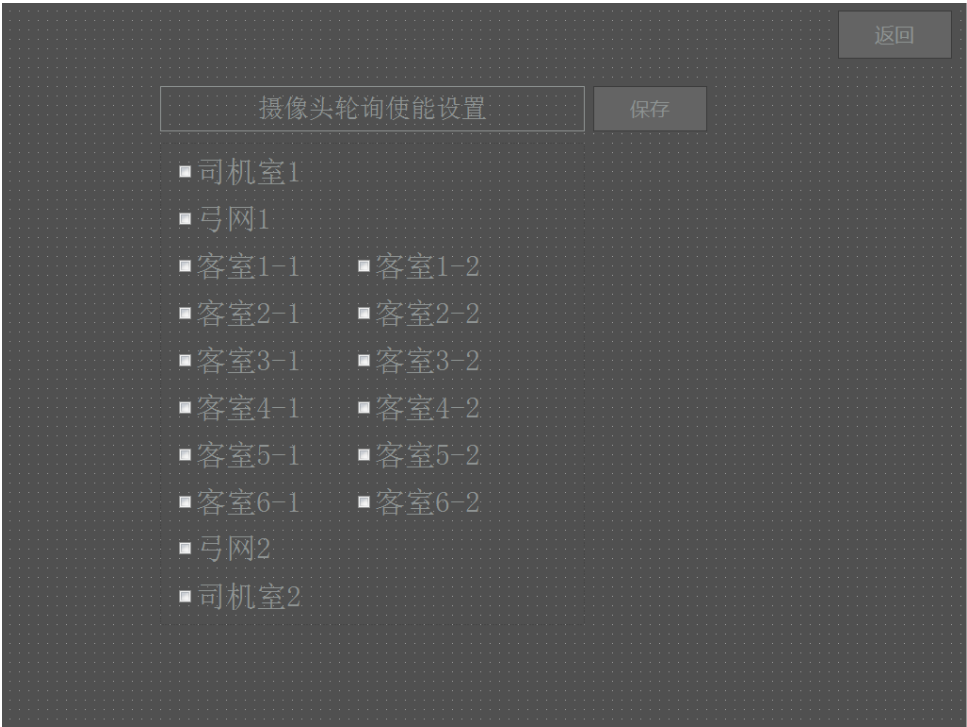 返回
摄像头轮询使能设置 保存
司机室1
弓网1
客室1-1 客室1-2
客室2-1 客室2-2
客室3-1 客室3-2
客室4-1 客室4-2
客室5-1 客室5-2
客室6-1 客室6-2
弓网2
司机室2